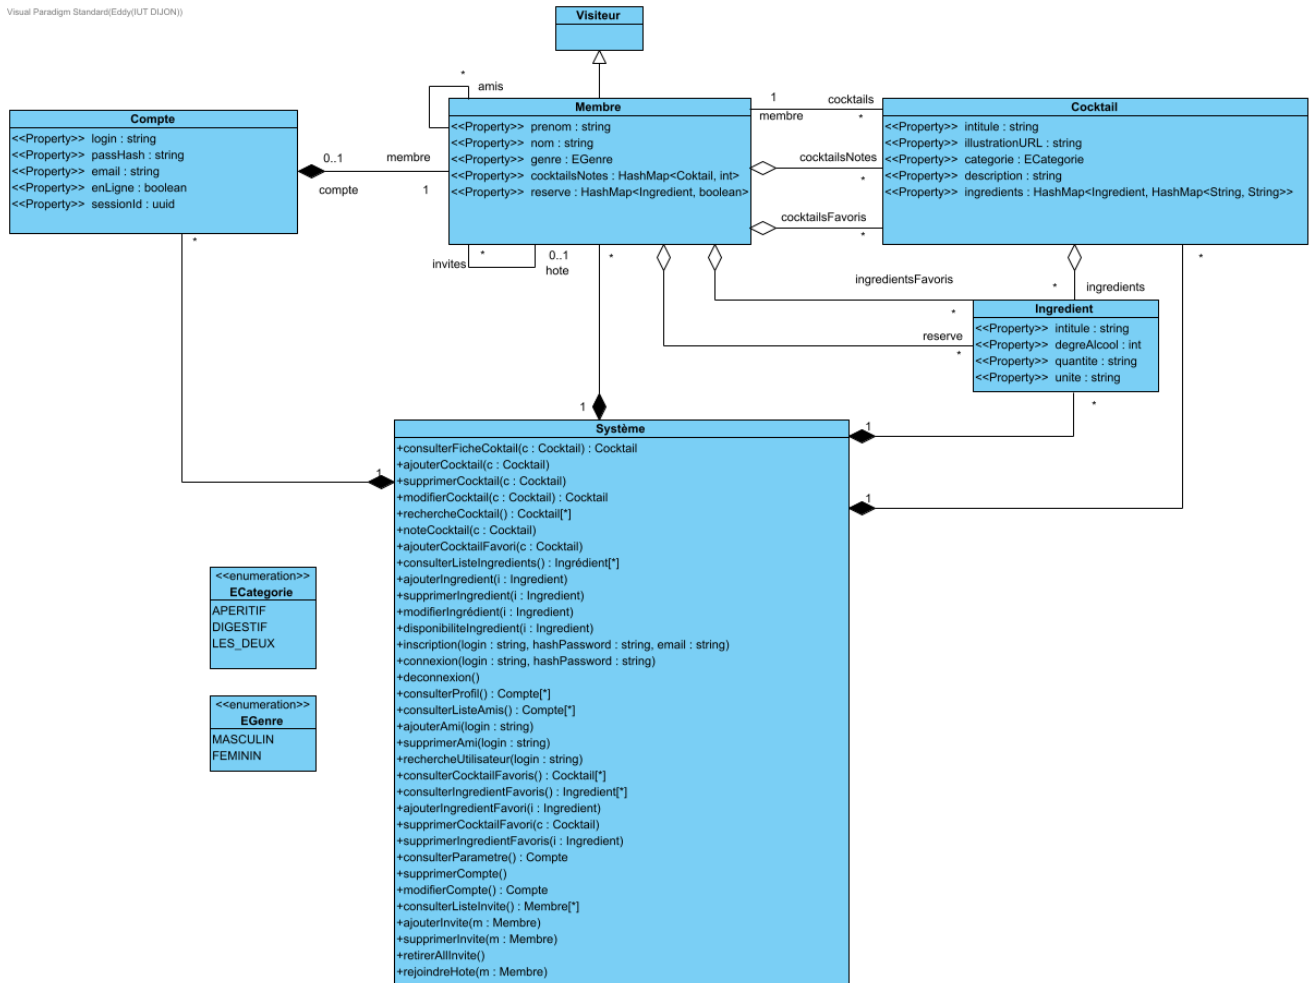 Visual Paradigm Standard(Eddy(IUT DIJON))
Visiteur
*
amis
Compte
<<Property>> login : string
<<Property>> passHash : string
<<Property>> email : string
<<Property>> enLigne : boolean
<<Property>> sessionId : uuid
*
0..1
compte
membre
1
Membre
<<Property>> prenom : string
<<Property>> nom : string
<<Property>> genre : EGenre
<<Property>> cocktailsNotes : HashMap<Coktail, int>
<<Property>> reserve : HashMap<Ingredient, boolean>
1
membre
cocktails
*
cocktailsNotes
*
cocktailsFavoris
*
Cocktail
<<Property>> intitule : string
<<Property>> illustrationURL : string
<<Property>> categorie : ECategorie
<<Property>> description : string
<<Property>> ingredients : HashMap<Ingredient, HashMap<String, String>>
invites
*
0..1
hote
*
*
ingredientsFavoris
*
*
ingredients
reserve
*
Ingredient
<<Property>> intitule : string
<<Property>> degreAlcool : int
<<Property>> quantite : string
<<Property>> unite : string
*
1
1
1
1
Système
+consulterFicheCoktail(c : Cocktail) : Cocktail
+ajouterCocktail(c : Cocktail)
+supprimerCocktail(c : Cocktail)
+modifierCocktail(c : Cocktail) : Cocktail
+rechercheCocktail() : Cocktail[*]
+noteCocktail(c : Cocktail)
+ajouterCocktailFavori(c : Cocktail)
+consulterListeIngredients() : Ingrédient[*]
+ajouterIngredient(i : Ingredient)
+supprimerIngredient(i : Ingredient)
+modifierIngrédient(i : Ingredient)
+disponibiliteIngredient(i : Ingredient)
+inscription(login : string, hashPassword : string, email : string)
+connexion(login : string, hashPassword : string)
+deconnexion()
+consulterProfil() : Compte[*]
+consulterListeAmis() : Compte[*]
+ajouterAmi(login : string)
+supprimerAmi(login : string)
+rechercheUtilisateur(login : string)
+consulterCocktailFavoris() : Cocktail[*]
+consulterIngredientFavoris() : Ingredient[*]
+ajouterIngredientFavori(i : Ingredient)
+supprimerCocktailFavori(c : Cocktail)
+supprimerIngredientFavoris(i : Ingredient)
+consulterParametre() : Compte
+supprimerCompte()
+modifierCompte() : Compte
+consulterListeInvite() : Membre[*]
+ajouterInvite(m : Membre)
+supprimerInvite(m : Membre)
+retirerAllInvite()
+rejoindreHote(m : Membre)
<<enumeration>>
ECategorie
APERITIF
DIGESTIF
LES_DEUX
<<enumeration>>
EGenre
MASCULIN
FEMININ